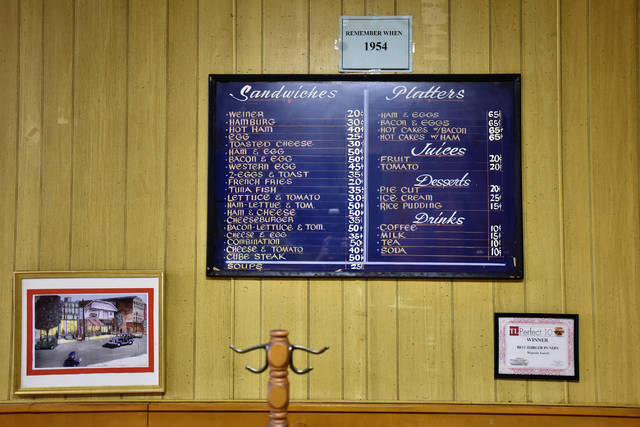 REMEMBER WHEN
1954
Sandwiches
WEINER 20¢
HAMBURG 30¢
HOT HAM 40¢
EGG 25¢
TOASTED CHEESE 30¢
HAM & EGG 50¢
BACON & EGG 50¢
WESTERN EGG 45¢
2-EGGS & TOAST 35¢
FRENCH FRIES 20¢
TUNA FISH 35¢
LETTUCE & TOMATO 30¢
HAM-LETTUE & TOM. 50¢
HAM & CHEESE 50¢
CHEESEBURGER 35¢
BACON-LETTUCE & TOM. 50¢
CHEESE & EGG 35¢
COMBINATION 50¢
CHEESE & TOMATO 40¢
CUBE STEAK 50¢
SOUPS 25¢
Platters
HAM & EGGS 65¢
BACON & EGGS 65¢
HOT CAKES W/BACON 65¢
HOT CAKES W/HAM 65¢
Juices
FRUIT 20¢
TOMATO 20¢
Desserts
PIE CUT 20¢
ICE CREAM 25¢
RICE PUDDING 15¢
Drinks
COFFEE 10¢
MILK 15¢
TEA 10¢
SODA 10¢
Perfect 10
WINNER